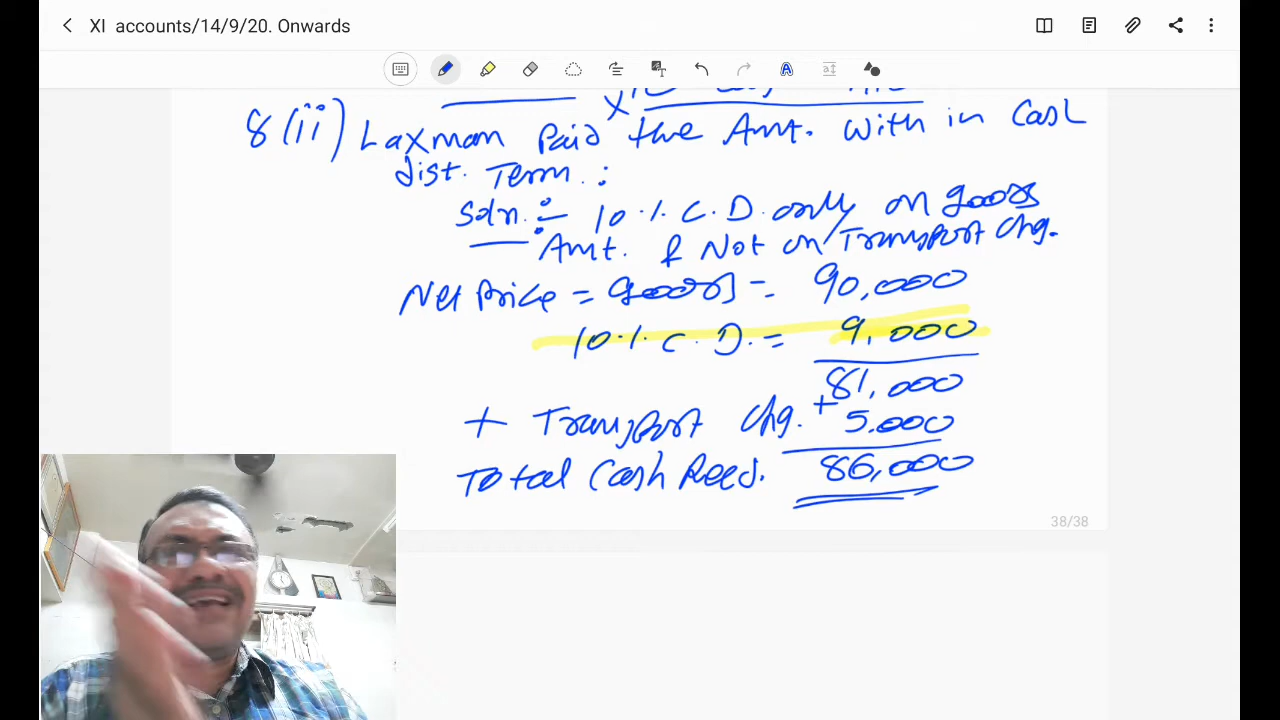 XI accounts/14/9/20. Onwards
8 (ii) Laxman Paid the Amt. with in Cash
dist. Term. :
Soln. :- 10 % C. D. only on goods
Amt. & Not on Transport Chg.
Net Price = goods = 90,000
10 % C. D. = 9,000
81,000
+ Transport Chg. + 5.000
Total Cash Reed. 86,000
38/38